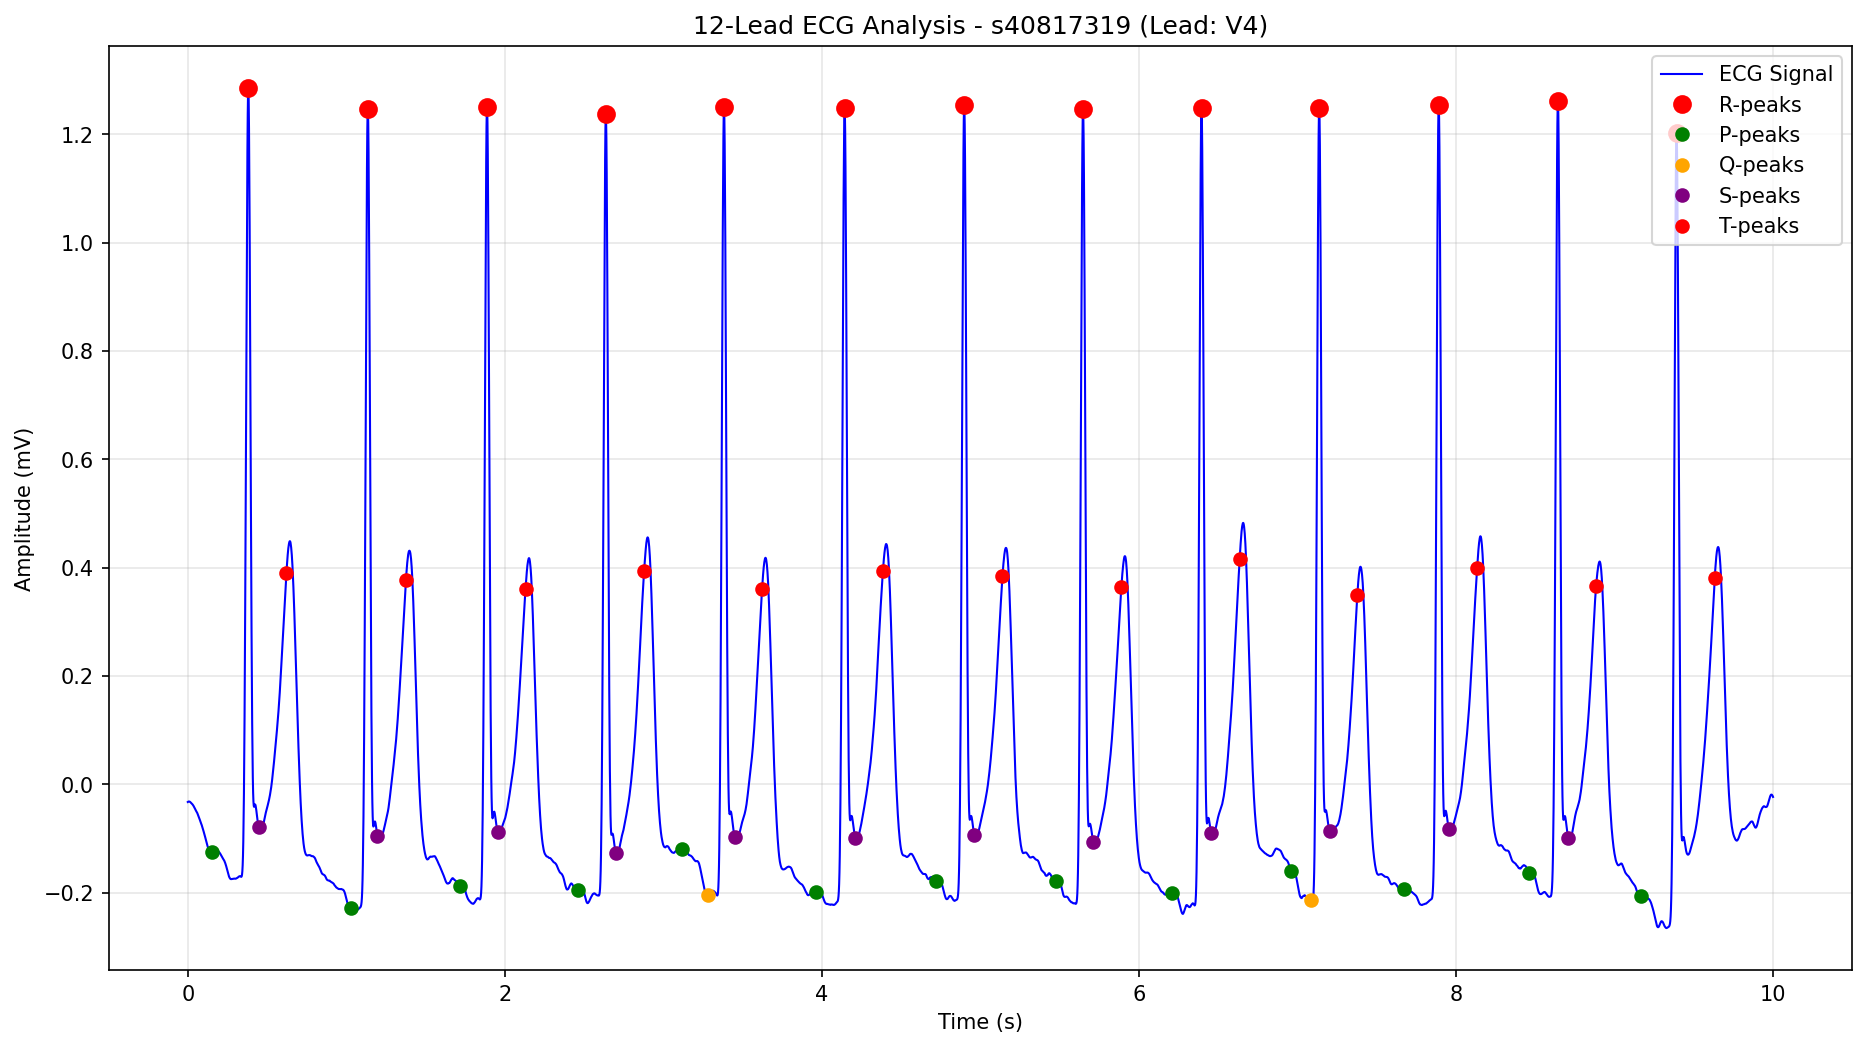 12-Lead ECG Analysis - s40817319 (Lead: V4)
ECG Signal
R-peaks
P-peaks
Q-peaks
S-peaks
T-peaks
Amplitude (mV)
1.2
1.0
0.8
0.6
0.4
0.2
0.0
−0.2
0 2 4 6 8 10
Time (s)